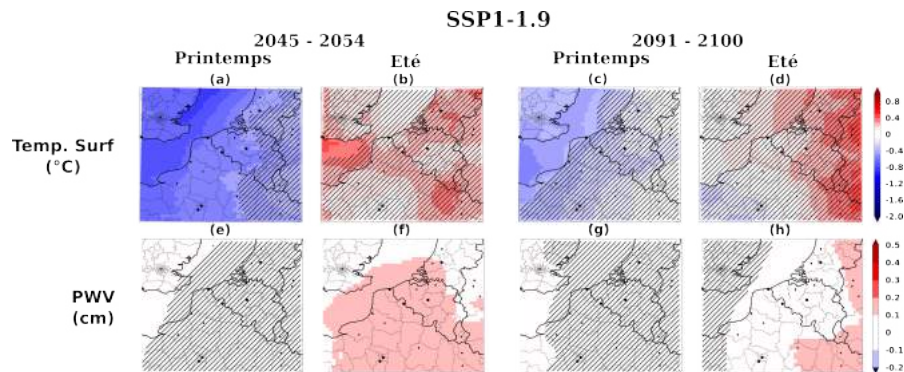 SSP1-1.9
2045 - 2054
2091 - 2100
Printemps
Eté
Printemps
Eté
(a)
(b)
(c)
(d)
Temp. Surf
(°C)
0.8
0.4
0
-0.4
-0.8
-1.2
-1.6
-2.0
(e)
(f)
(g)
(h)
PWV
(cm)
0.5
0.4
0.3
0.2
0.1
0
-0.1
-0.2